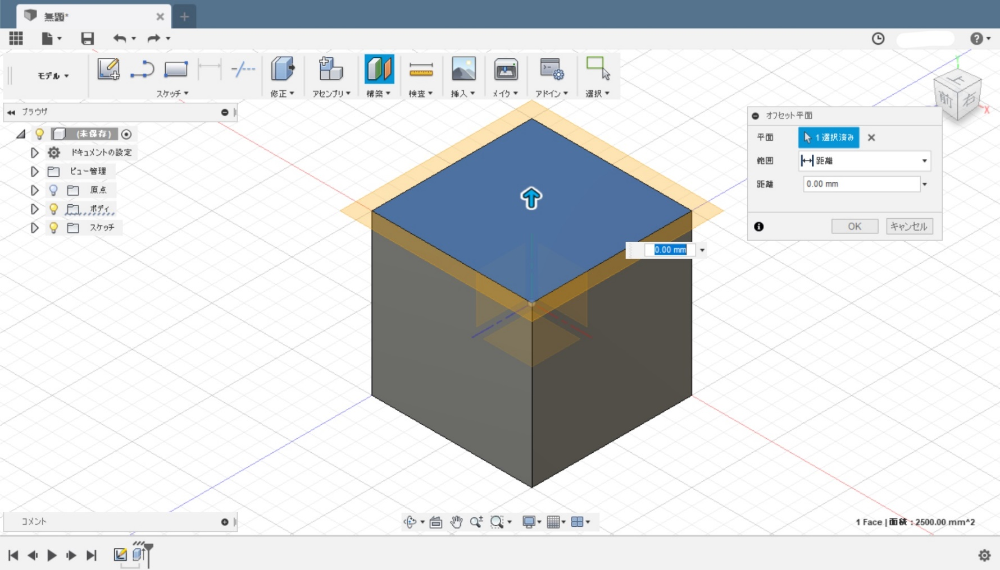 無題*
モデル
スケッチ
修正
アセンブリ
構築
検査
挿入
メイク
アドイン
選択
上
前
右
Y
X
ブラウザ
(未保存)
ドキュメントの設定
ビュー管理
原点
ボディ
スケッチ
オフセット平面
平面 1 選択済み
範囲 距離
距離 0.00 mm
OK キャンセル
0.00 mm
コメント
1 Face | 面積 : 2500.00 mm^2